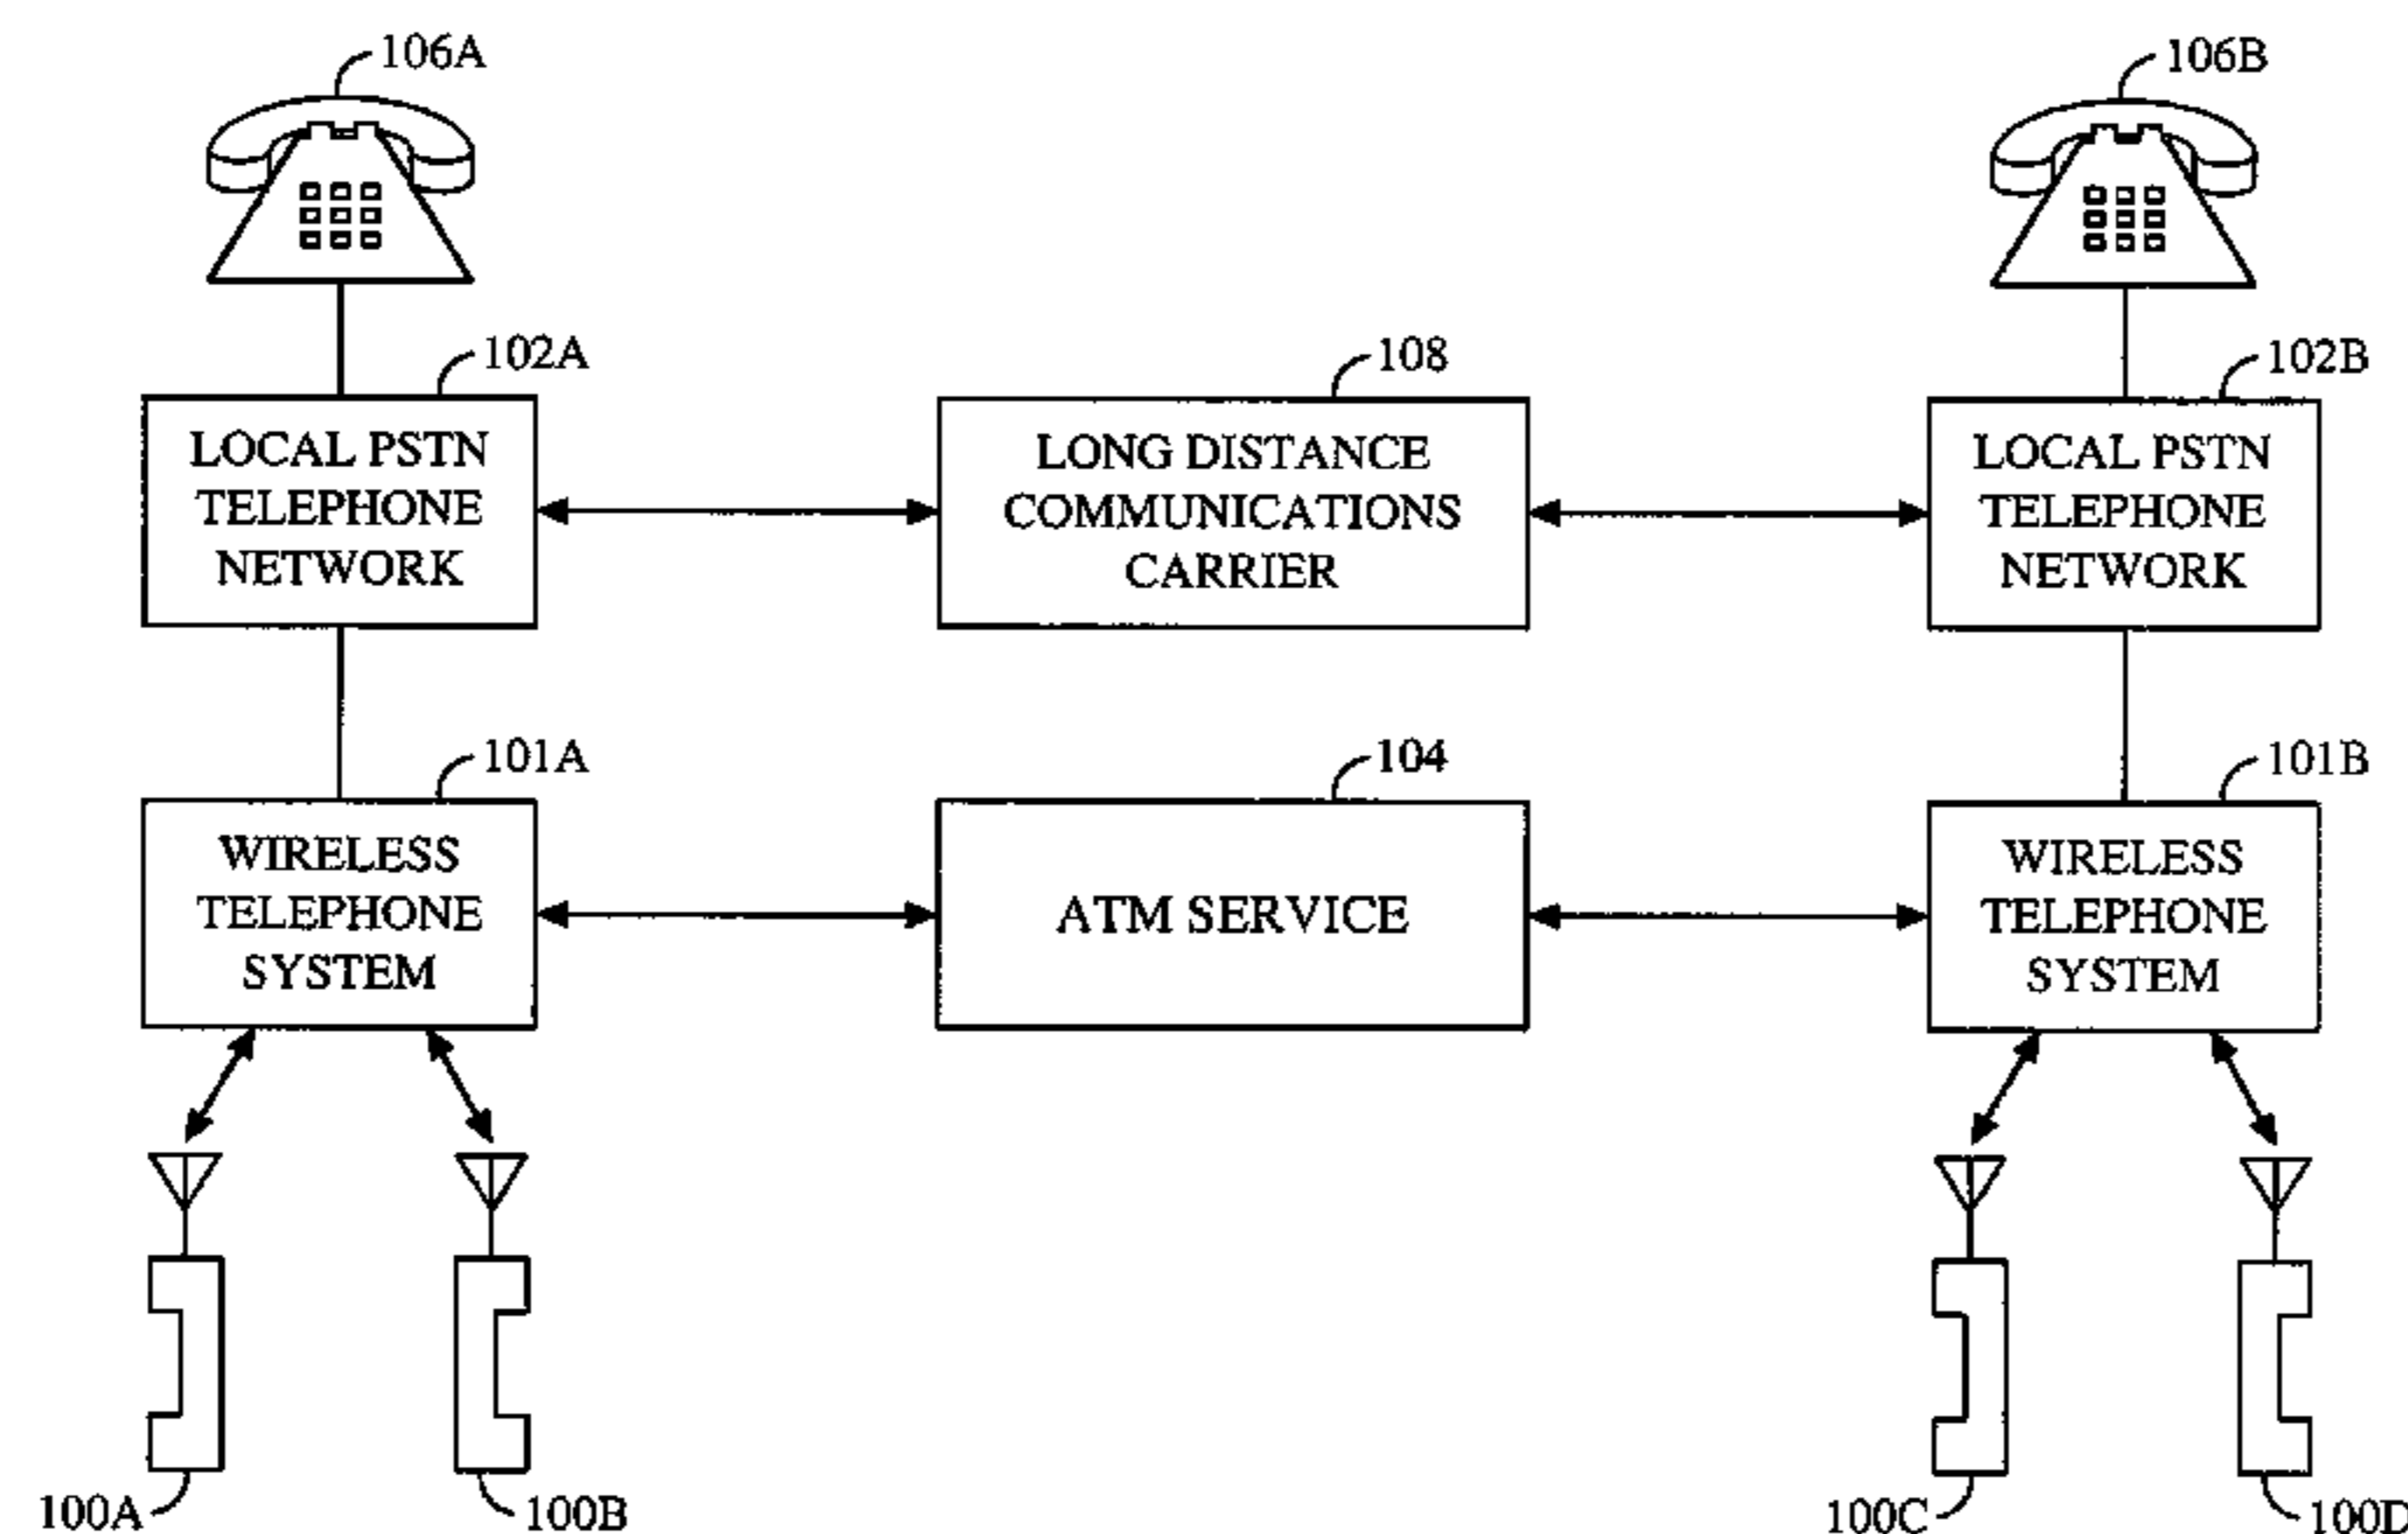 106A
106B
102A
108
102B
LOCAL PSTN
TELEPHONE
NETWORK
LONG DISTANCE
COMMUNICATIONS
CARRIER
LOCAL PSTN
TELEPHONE
NETWORK
101A
104
101B
WIRELESS
TELEPHONE
SYSTEM
ATM SERVICE
WIRELESS
TELEPHONE
SYSTEM
100A
100B
100C
100D